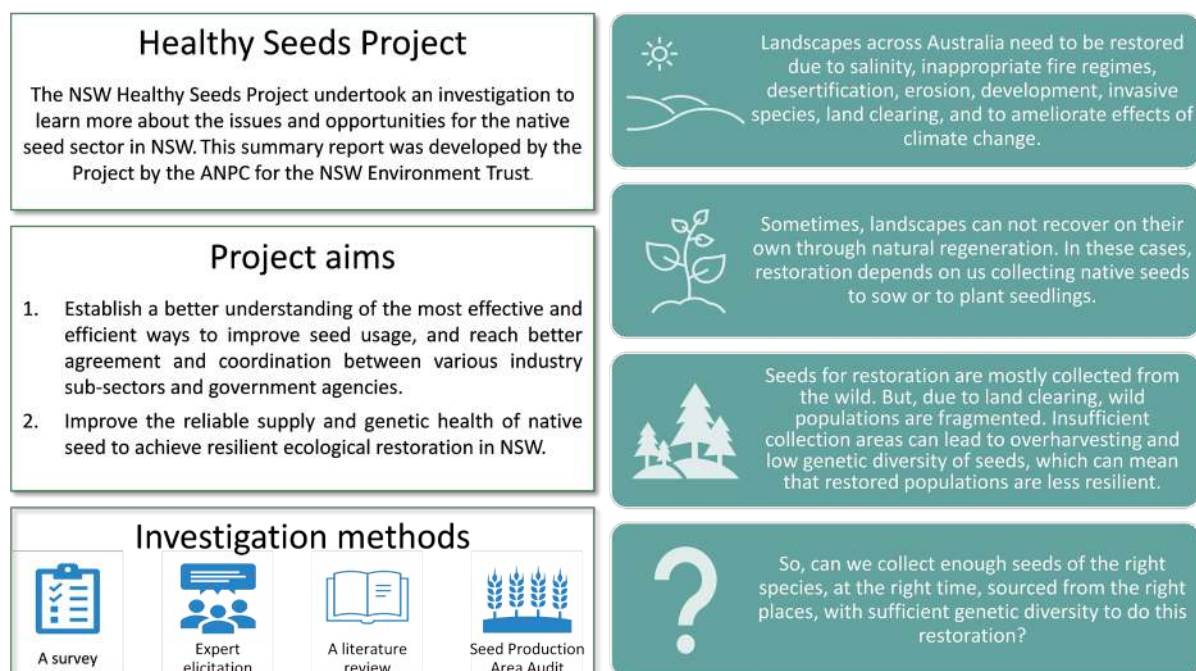 Healthy Seeds Project
The NSW Healthy Seeds Project undertook an investigation to
learn more about the issues and opportunities for the native
seed sector in NSW. This summary report was developed by the
Project by the ANPC for the NSW Environment Trust.
Project aims
1. Establish a better understanding of the most effective and
efficient ways to improve seed usage, and reach better
agreement and coordination between various industry
sub-sectors and government agencies.
2. Improve the reliable supply and genetic health of native
seed to achieve resilient ecological restoration in NSW.
Investigation methods
A survey
Expert
elicitation
A literature
review
Seed Production
Area Audit
Landscapes across Australia need to be restored
due to salinity, inappropriate fire regimes,
desertification, erosion, development, invasive
species, land clearing, and to ameliorate effects of
climate change.
Sometimes, landscapes can not recover on their
own through natural regeneration. In these cases,
restoration depends on us collecting native seeds
to sow or to plant seedlings.
Seeds for restoration are mostly collected from
the wild. But, due to land clearing, wild
populations are fragmented. Insufficient
collection areas can lead to overharvesting and
low genetic diversity of seeds, which can mean
that restored populations are less resilient.
So, can we collect enough seeds of the right
species, at the right time, sourced from the right
places, with sufficient genetic diversity to do this
restoration?